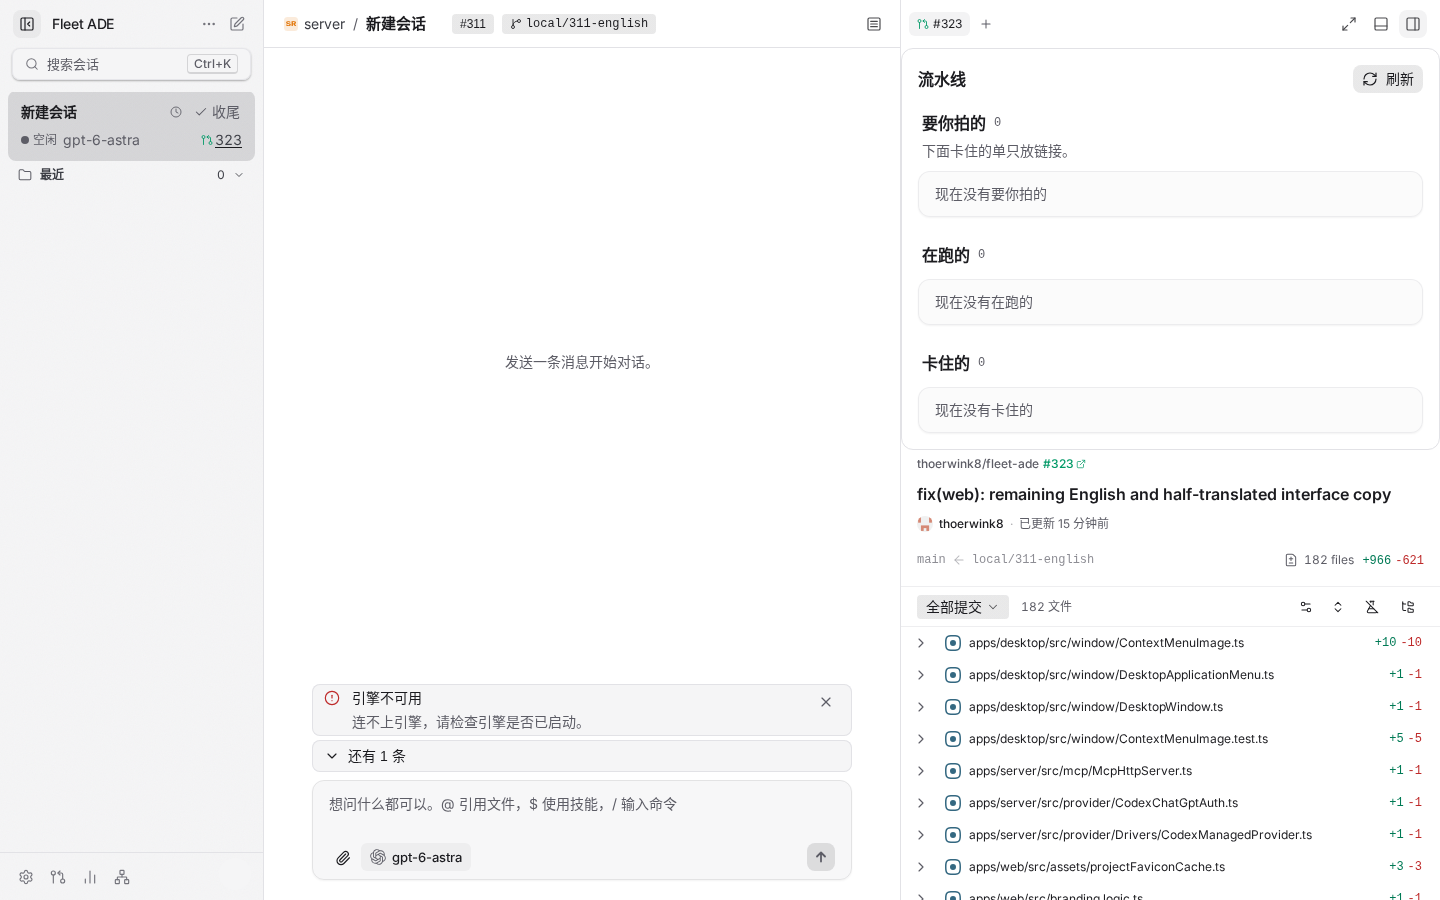 Fleet ADE
搜索会话
Ctrl+K
新建会话
收尾
空闲 gpt-6-astra
323
最近
0
SR server / 新建会话
#311
local/311-english
发送一条消息开始对话。
引擎不可用
连不上引擎，请检查引擎是否已启动。
还有 1 条
想问什么都可以。@ 引用文件，$ 使用技能，/ 输入命令
gpt-6-astra
#323
流水线
刷新
要你拍的 0
下面卡住的单只放链接。
现在没有要你拍的
在跑的 0
现在没有在跑的
卡住的 0
现在没有卡住的
thoerwink8/fleet-ade #323
fix(web): remaining English and half-translated interface copy
thoerwink8 · 已更新 15 分钟前
main ← local/311-english
182 files +966 -621
全部提交
182 文件
apps/desktop/src/window/ContextMenuImage.ts +10 -10
apps/desktop/src/window/DesktopApplicationMenu.ts +1 -1
apps/desktop/src/window/DesktopWindow.ts +1 -1
apps/desktop/src/window/ContextMenuImage.test.ts +5 -5
apps/server/src/mcp/McpHttpServer.ts +1 -1
apps/server/src/provider/CodexChatGptAuth.ts +1 -1
apps/server/src/provider/Drivers/CodexManagedProvider.ts +1 -1
apps/web/src/assets/projectFaviconCache.ts +3 -3
apps/web/src/branding.logic.ts +1 -1